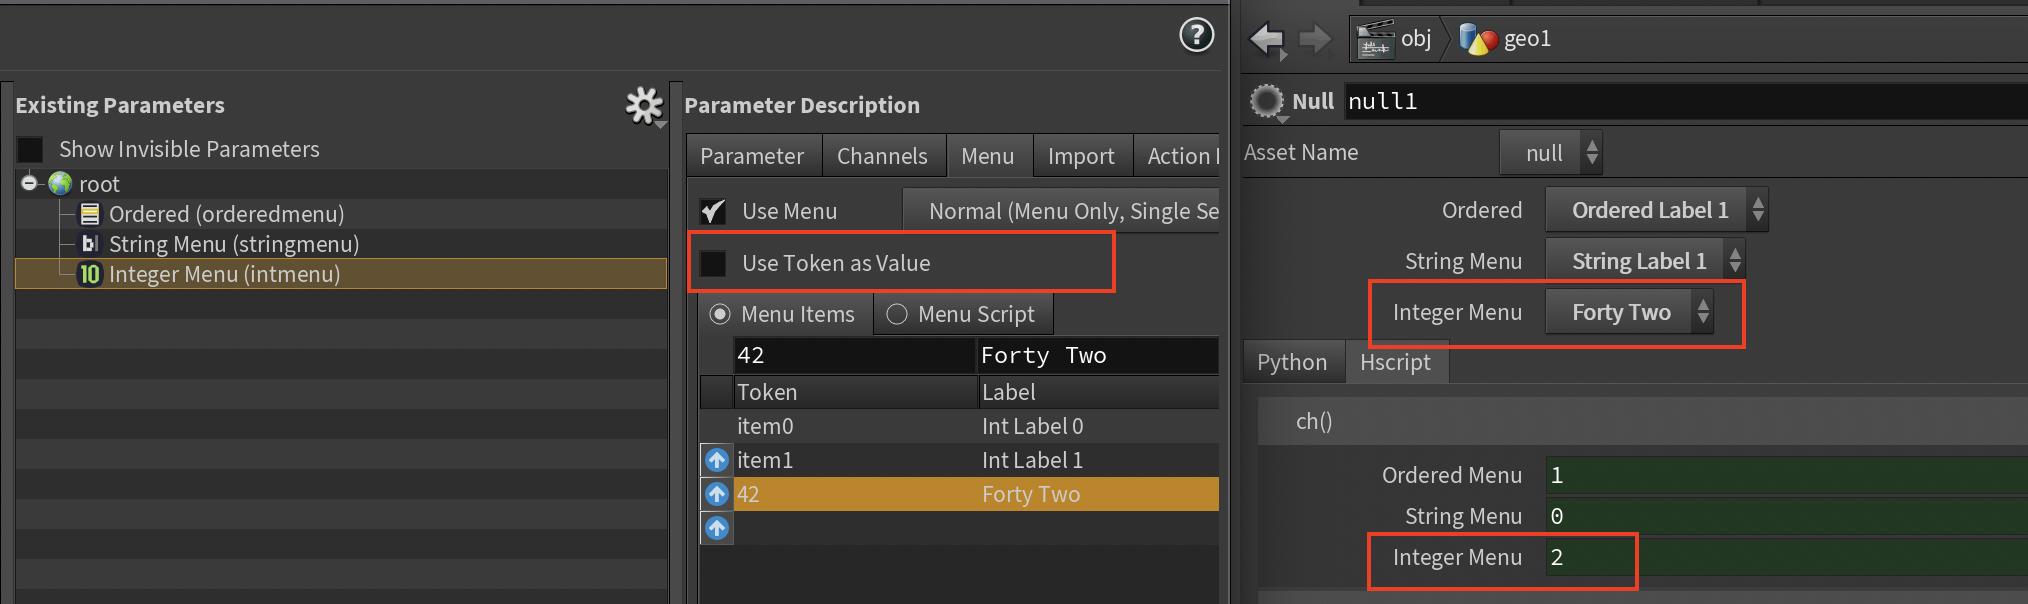 Existing Parameters
Show Invisible Parameters
root
Ordered (orderedmenu)
String Menu (stringmenu)
10 Integer Menu (intmenu)
?
Parameter Description
Parameter Channels Menu Import Action
Use Menu Normal (Menu Only, Single Se
Use Token as Value
Menu Items Menu Script
42 Forty Two
Token Label
item0 Int Label 0
item1 Int Label 1
42 Forty Two
obj geo1
Null null1
Asset Name null
Ordered Ordered Label 1
String Menu String Label 1
Integer Menu Forty Two
Python Hscript
ch()
Ordered Menu 1
String Menu 0
Integer Menu 2